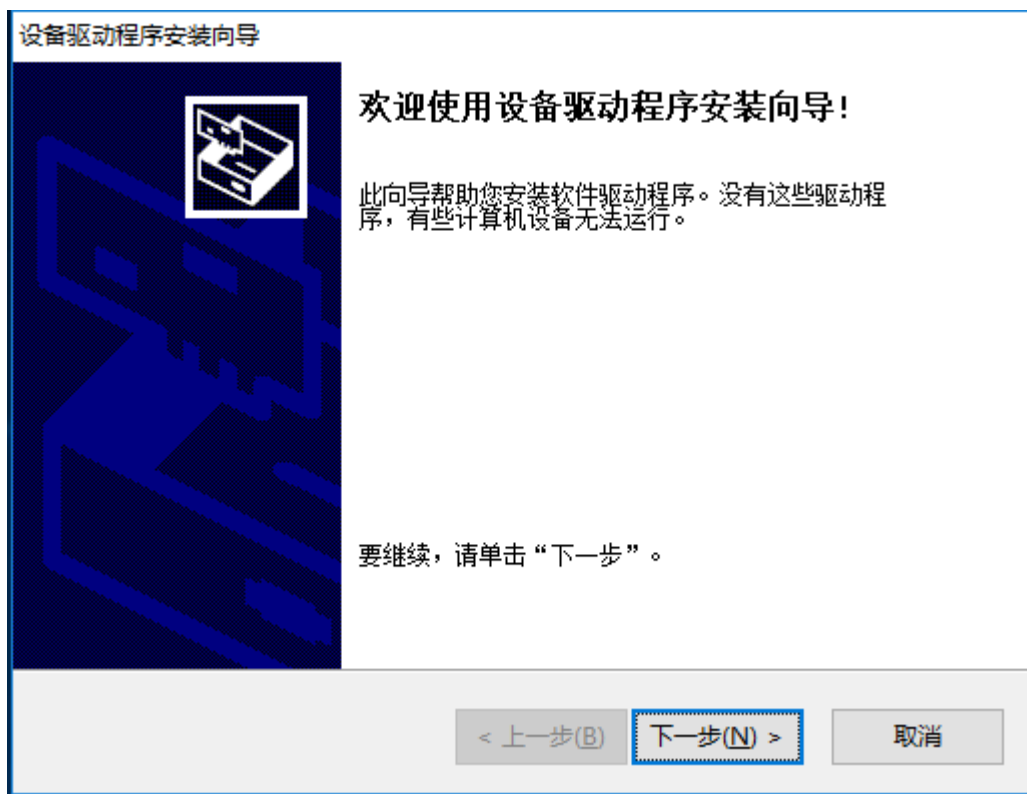 设备驱动程序安装向导
欢迎使用设备驱动程序安装向导!
此向导帮助您安装软件驱动程序。没有这些驱动程
序，有些计算机设备无法运行。
要继续，请单击“下一步”。
< 上一步(B)
下一步(N) >
取消